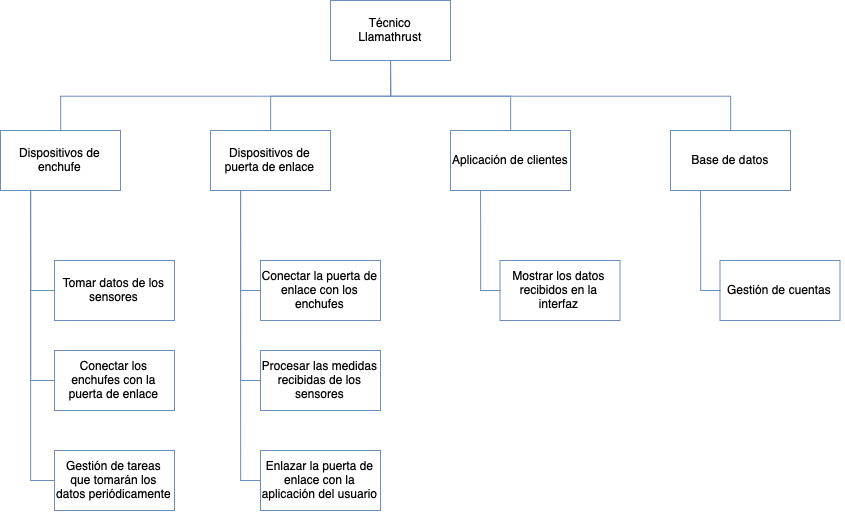 Técnico
Llamathrust
Dispositivos de
enchufe
Dispositivos de
puerta de enlace
Aplicación de clientes
Base de datos
Tomar datos de los
sensores
Conectar la puerta de
enlace con los
enchufes
Mostrar los datos
recibidos en la
interfaz
Gestión de cuentas
Conectar los
enchufes con la
puerta de enlace
Procesar las medidas
recibidas de los
sensores
Gestión de tareas
que tomarán los
datos periódicamente
Enlazar la puerta de
enlace con la
aplicación del usuario